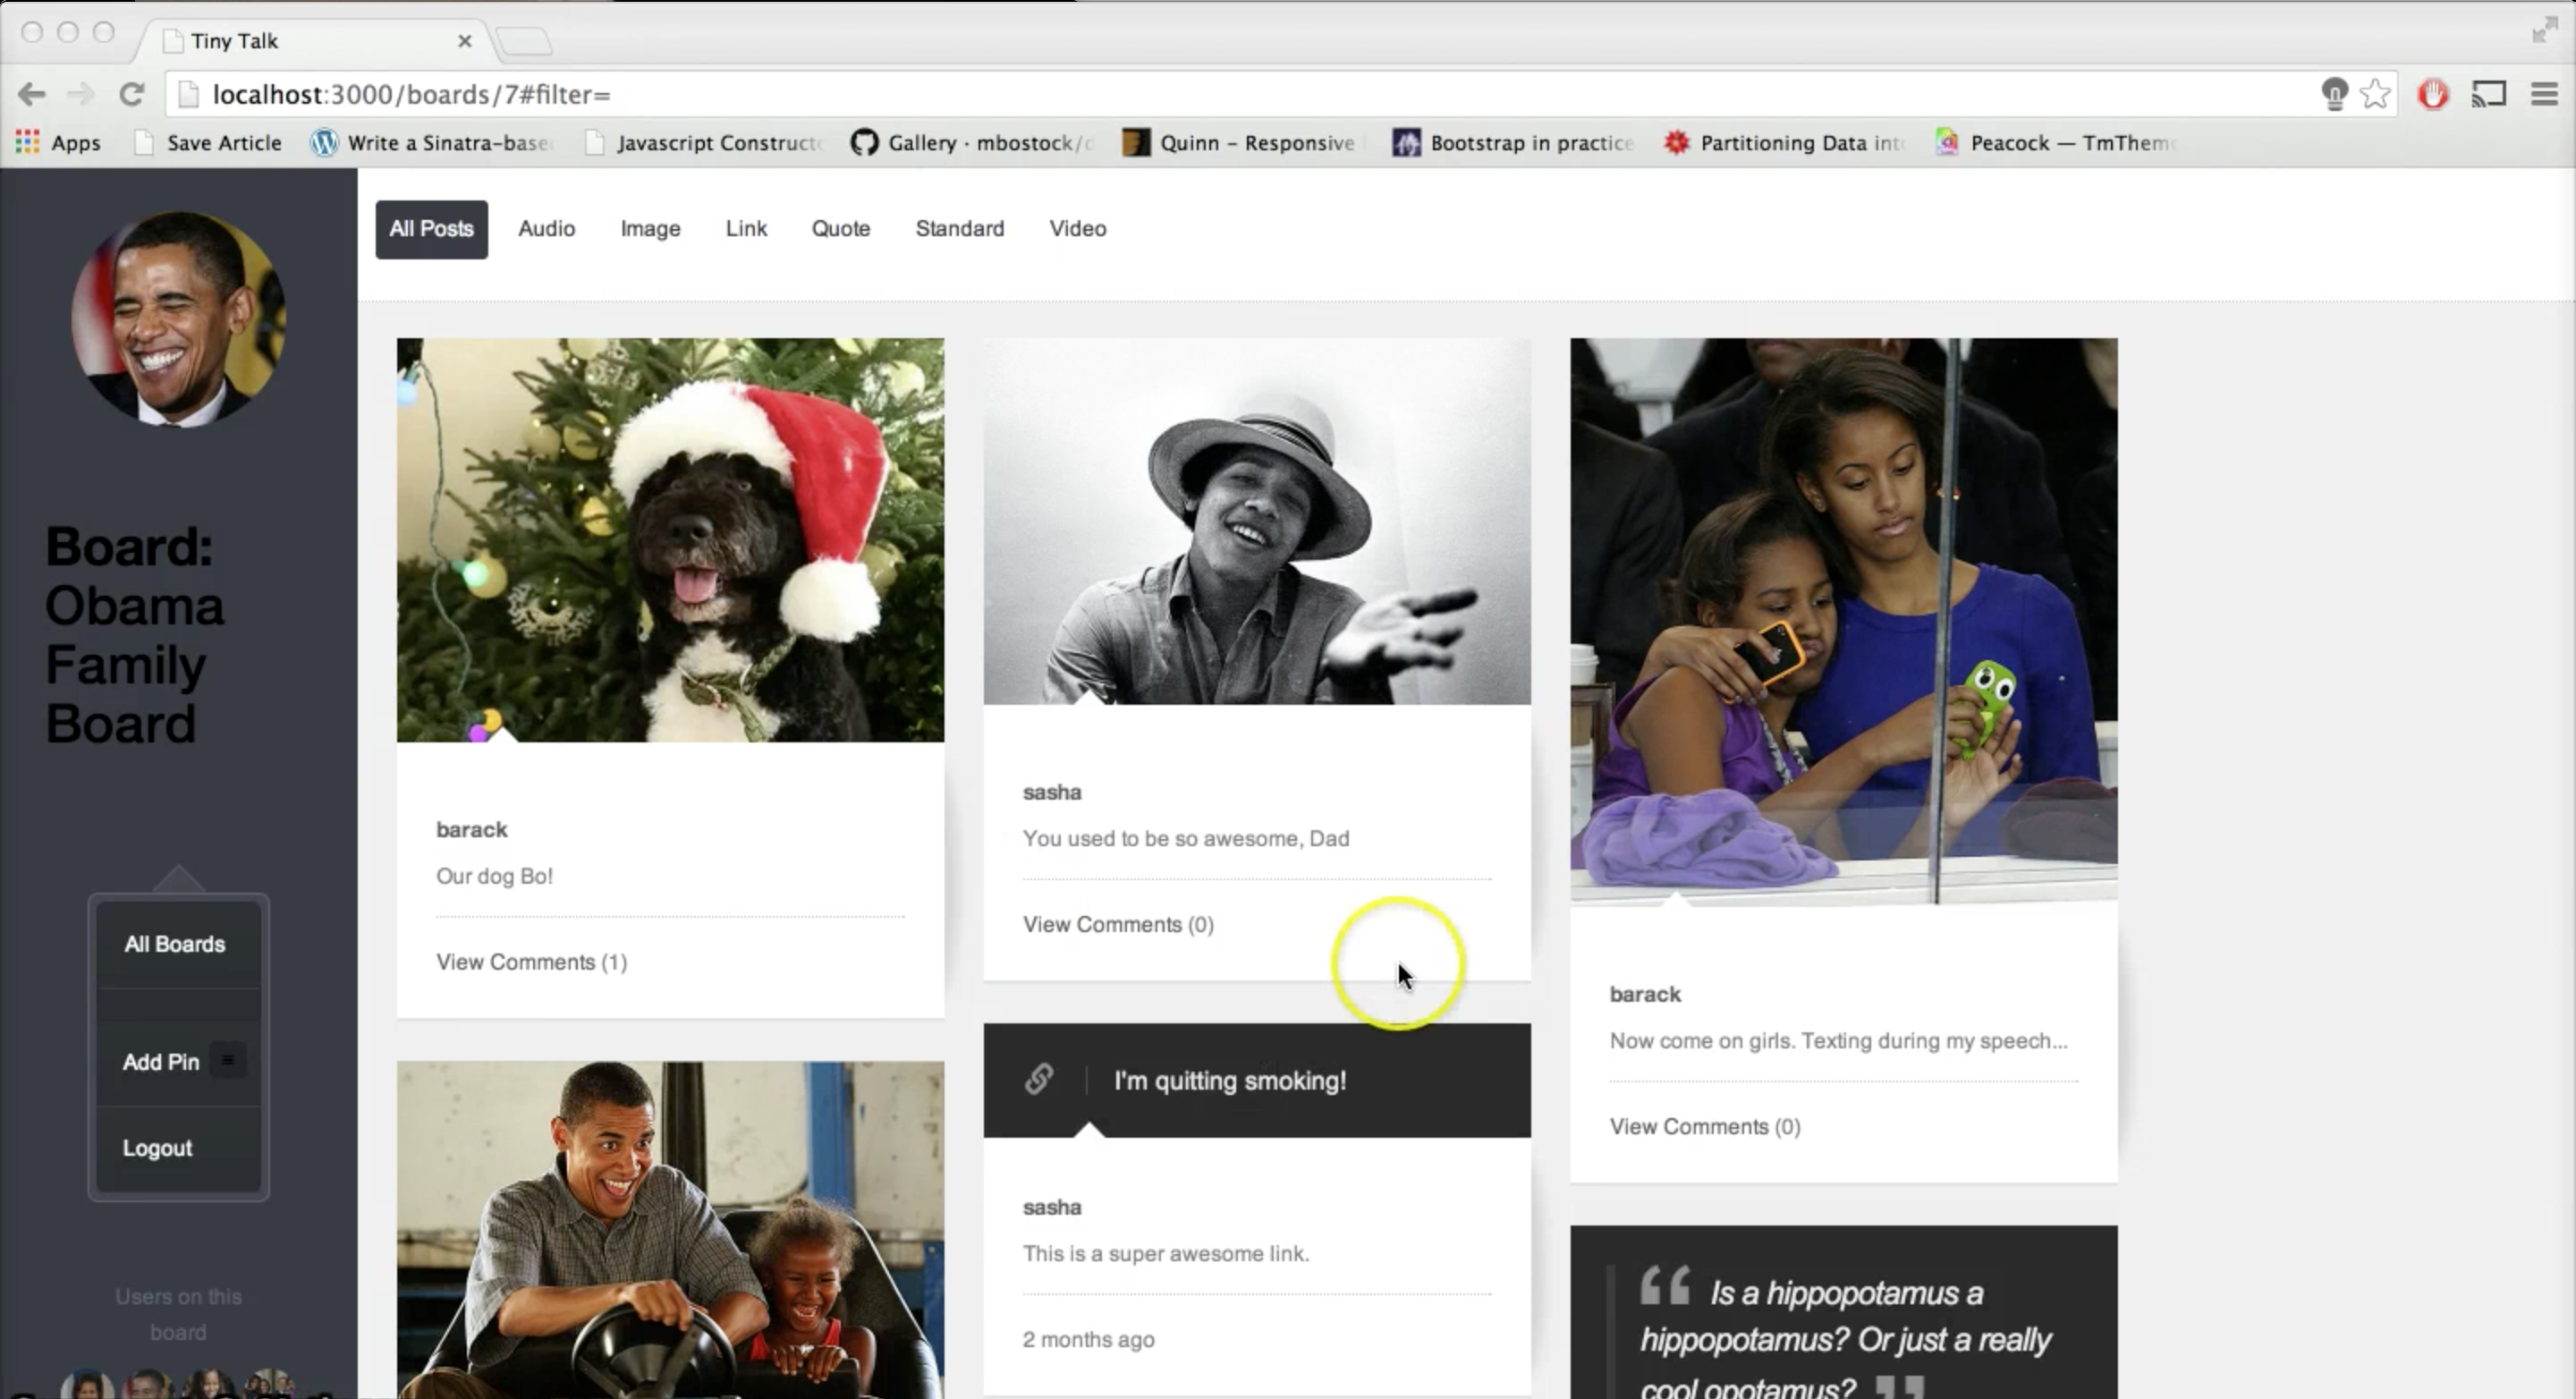 Tiny Talk
localhost:3000/boards/7#filter=
Apps
Save Article
Write a Sinatra-base
Javascript Construct
Gallery · mbostock/
Quinn – Responsive
Bootstrap in practice
Partitioning Data int
Peacock — TmThem
All Posts
Audio
Image
Link
Quote
Standard
Video
Board:
Obama
Family
Board
All Boards
Add Pin
Logout
Users on this
board
barack
Our dog Bo!
View Comments (1)
sasha
You used to be so awesome, Dad
View Comments (0)
I'm quitting smoking!
sasha
This is a super awesome link.
2 months ago
barack
Now come on girls. Texting during my speech...
View Comments (0)
“ Is a hippopotamus a
hippopotamus? Or just a really
cool opotamus? ”